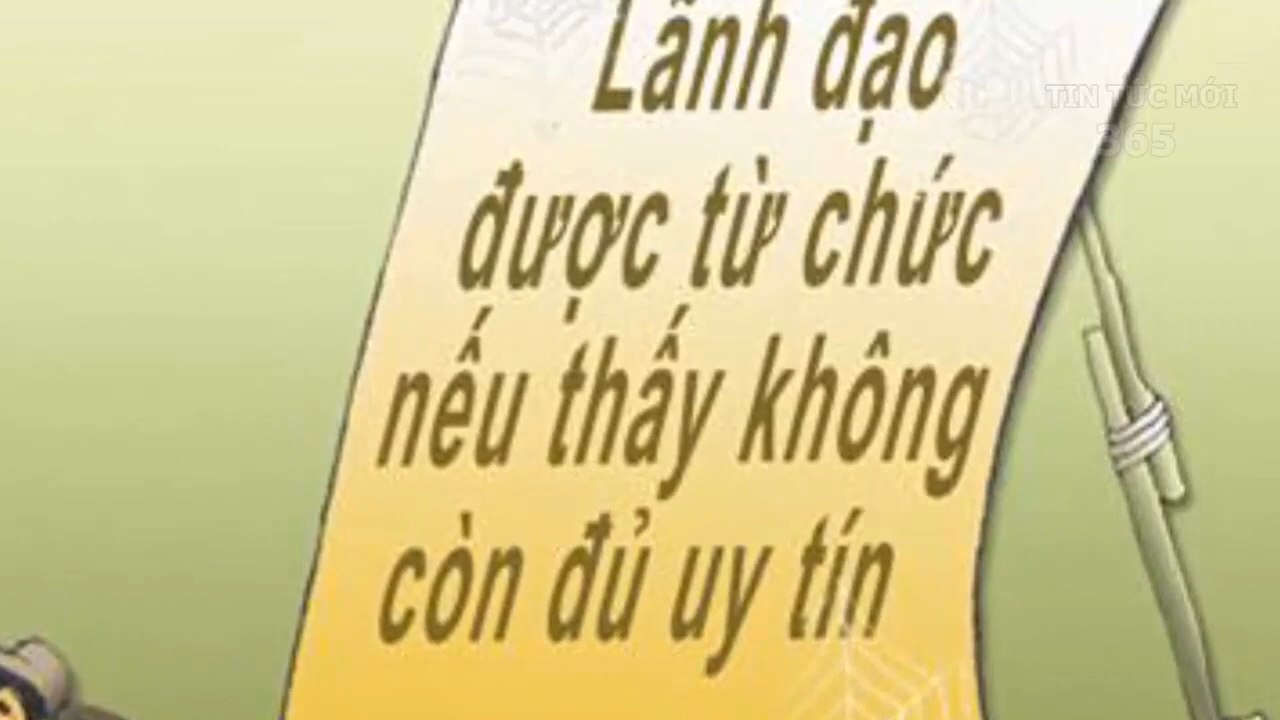 Lãnh đạo
được từ chức
nếu thấy không
còn đủ uy tín
TIN TỨC MỚI
365